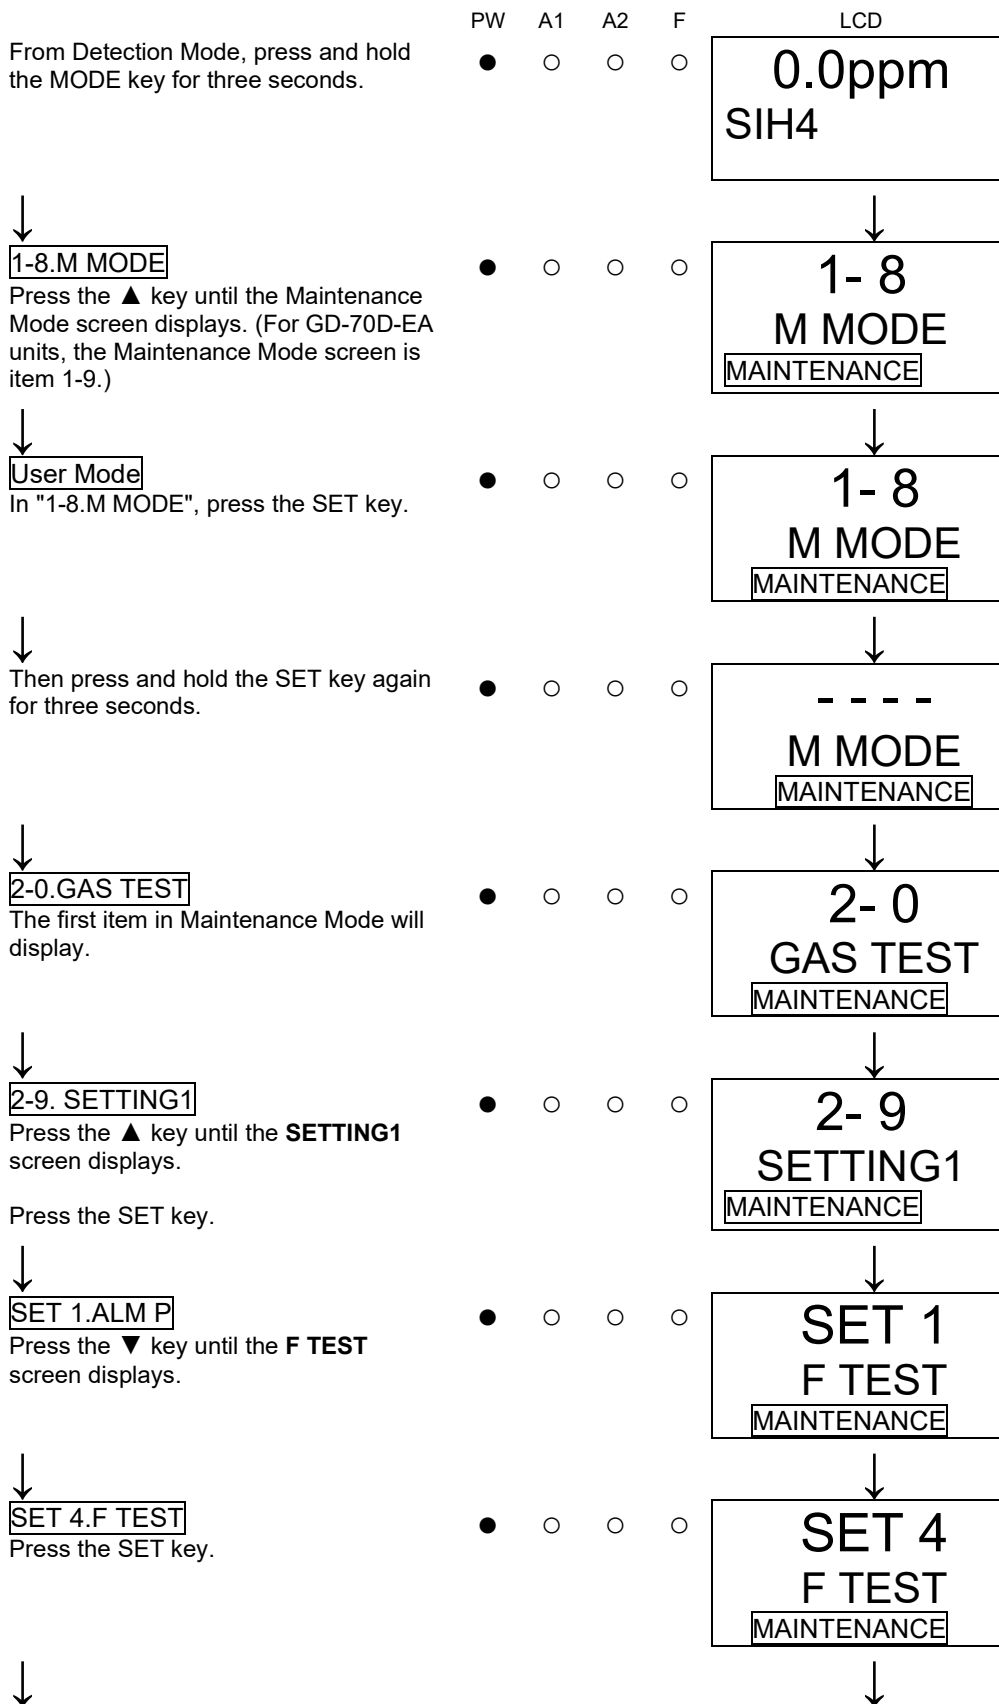 PW A1 A2 F LCD
From Detection Mode, press and hold
the MODE key for three seconds.
● ○ ○ ○
0.0ppm
SIH4
↓ ↓
1-8.M MODE
Press the ▲ key until the Maintenance
Mode screen displays. (For GD-70D-EA
units, the Maintenance Mode screen is
item 1-9.)
● ○ ○ ○
1- 8
M MODE
MAINTENANCE
↓ ↓
User Mode
In "1-8.M MODE", press the SET key.
● ○ ○ ○
1- 8
M MODE
MAINTENANCE
↓ ↓
Then press and hold the SET key again
for three seconds.
● ○ ○ ○
- - - -
M MODE
MAINTENANCE
↓ ↓
2-0.GAS TEST
The first item in Maintenance Mode will
display.
● ○ ○ ○
2- 0
GAS TEST
MAINTENANCE
↓ ↓
2-9. SETTING1
Press the ▲ key until the SETTING1
screen displays.
Press the SET key.
● ○ ○ ○
2- 9
SETTING1
MAINTENANCE
↓ ↓
SET 1.ALM P
Press the ▼ key until the F TEST
screen displays.
● ○ ○ ○
SET 1
F TEST
MAINTENANCE
↓ ↓
SET 4.F TEST
Press the SET key.
● ○ ○ ○
SET 4
F TEST
MAINTENANCE
↓ ↓